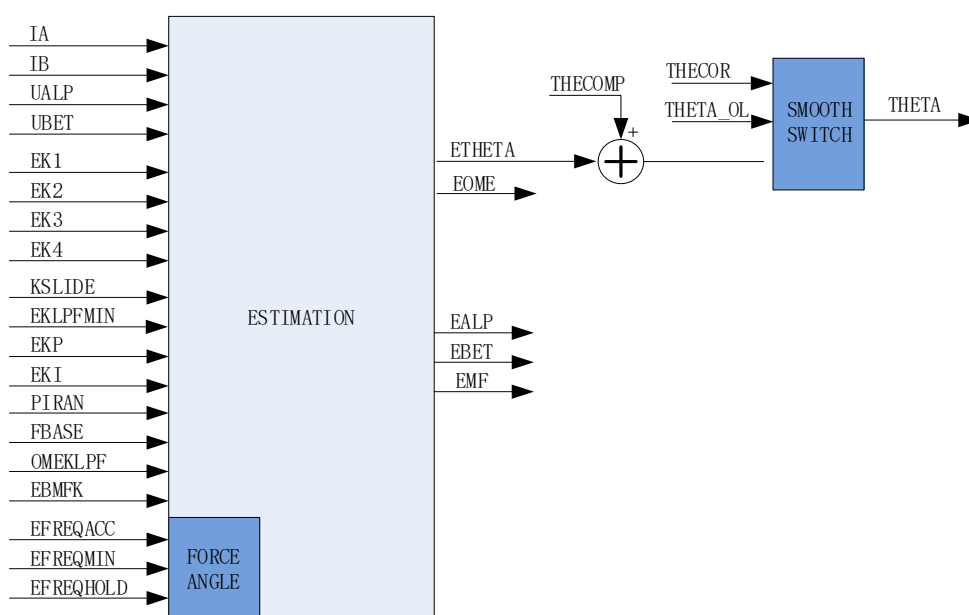 IA
IB
UALP
UBET
EK1
EK2
EK3
EK4
KSLIDE
EKLPFMIN
EKP
EKI
PIRAN
FBASE
OMEKLPF
EBMFK
EFREQACC
EFREQMIN
EFREQHOLD
FORCE
ANGLE
ESTIMATION
ETHETA
EOME
EALP
EBET
EMF
THECOMP
+
THECOR
THETA_OL
SMOOTH
SWITCH
THETA